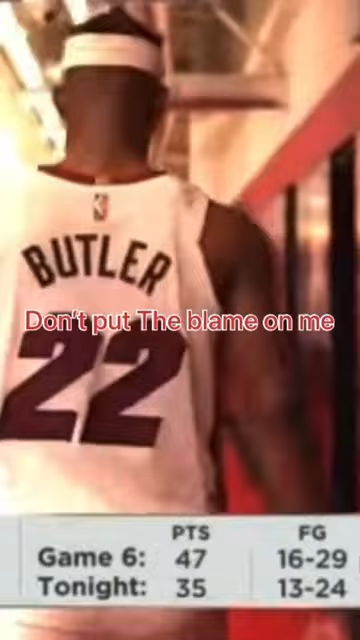 BUTLER
Don't put The blame on me
22
PTS FG
Game 6: 47 16-29
Tonight: 35 13-24